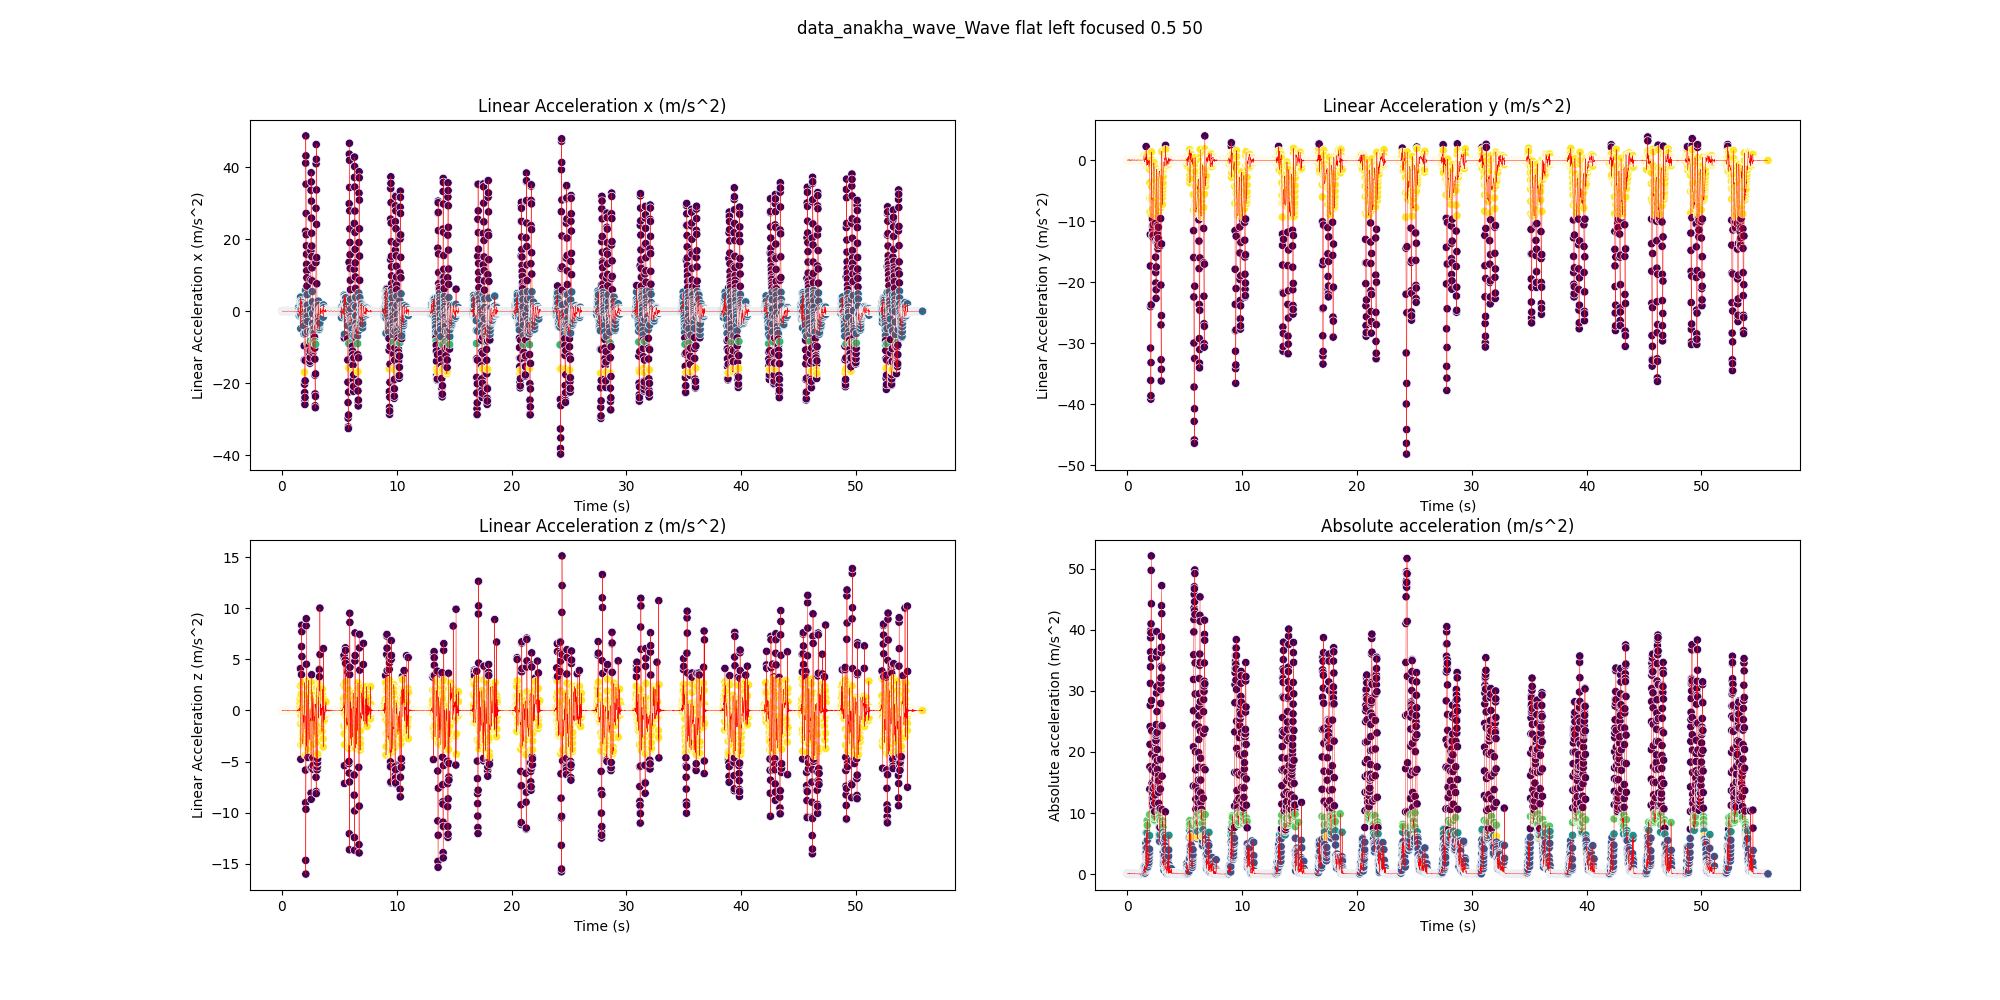 data_anakha_wave_Wave flat left focused 0.5 50
Linear Acceleration x (m/s^2)
Linear Acceleration x (m/s^2)
40
20
0
−20
−40
0 10 20 30 40 50
Time (s)
Linear Acceleration y (m/s^2)
Linear Acceleration y (m/s^2)
0
−10
−20
−30
−40
−50
0 10 20 30 40 50
Time (s)
Linear Acceleration z (m/s^2)
Linear Acceleration z (m/s^2)
15
10
5
0
−5
−10
−15
0 10 20 30 40 50
Time (s)
Absolute acceleration (m/s^2)
Absolute acceleration (m/s^2)
50
40
30
20
10
0
0 10 20 30 40 50
Time (s)